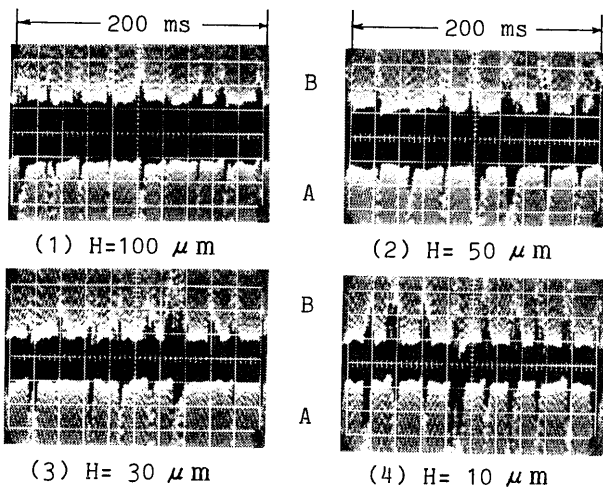 200 ms
200 ms
B
A
(1) H=100 μm
(2) H= 50 μm
B
A
(3) H= 30 μm
(4) H= 10 μm